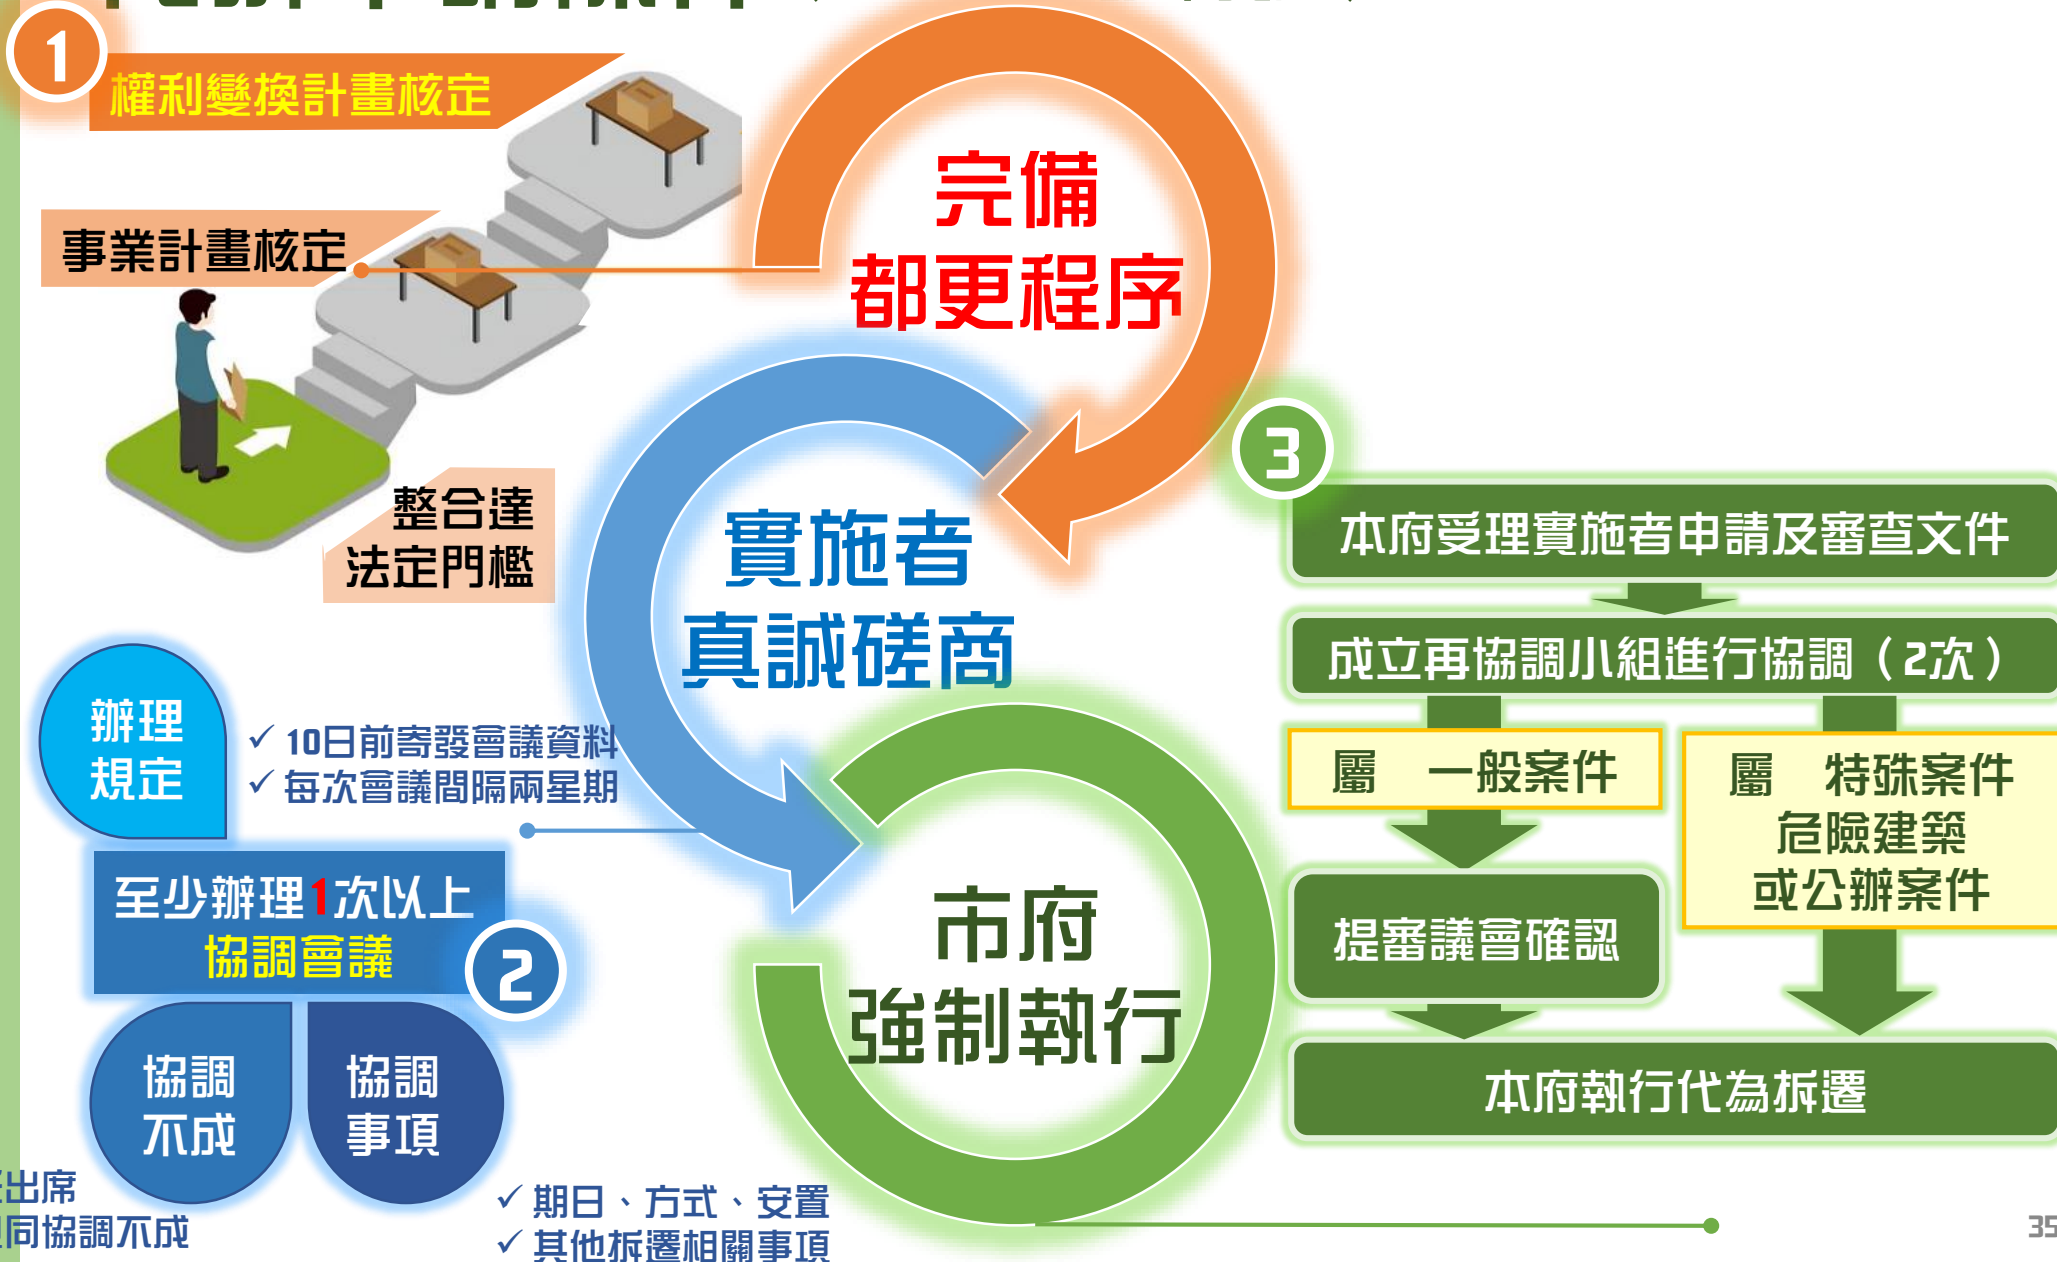 1
權利變換計畫核定
事業計畫核定
整合達
法定門檻
完備
都更程序
實施者
真誠磋商
辦理
規定
✓ 10日前寄發會議資料
✓ 每次會議間隔兩星期
至少辦理1次以上
協調會議
2
協調
不成
協調
事項
出席
同協調不成
✓ 期日、方式、安置
✓ 其他拆遷相關事項
市府
強制執行
3
本府受理實施者申請及審查文件
成立再協調小組進行協調（2次）
屬 一般案件
屬 特殊案件
危險建築
或公辦案件
提審議會確認
本府執行代為拆遷
35